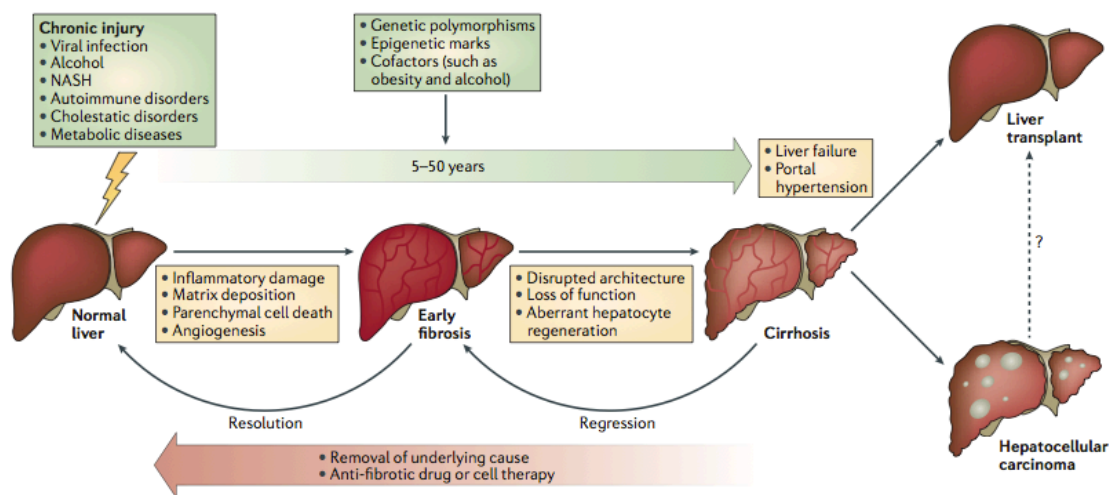 Chronic injury
• Viral infection
• Alcohol
• NASH
• Autoimmune disorders
• Cholestatic disorders
• Metabolic diseases
• Genetic polymorphisms
• Epigenetic marks
• Cofactors (such as
obesity and alcohol)
5–50 years
• Liver failure
• Portal
hypertension
Liver
transplant
Normal
liver
• Inflammatory damage
• Matrix deposition
• Parenchymal cell death
• Angiogenesis
Early
fibrosis
• Disrupted architecture
• Loss of function
• Aberrant hepatocyte
regeneration
Cirrhosis
?
Hepatocellular
carcinoma
Resolution
Regression
• Removal of underlying cause
• Anti-fibrotic drug or cell therapy